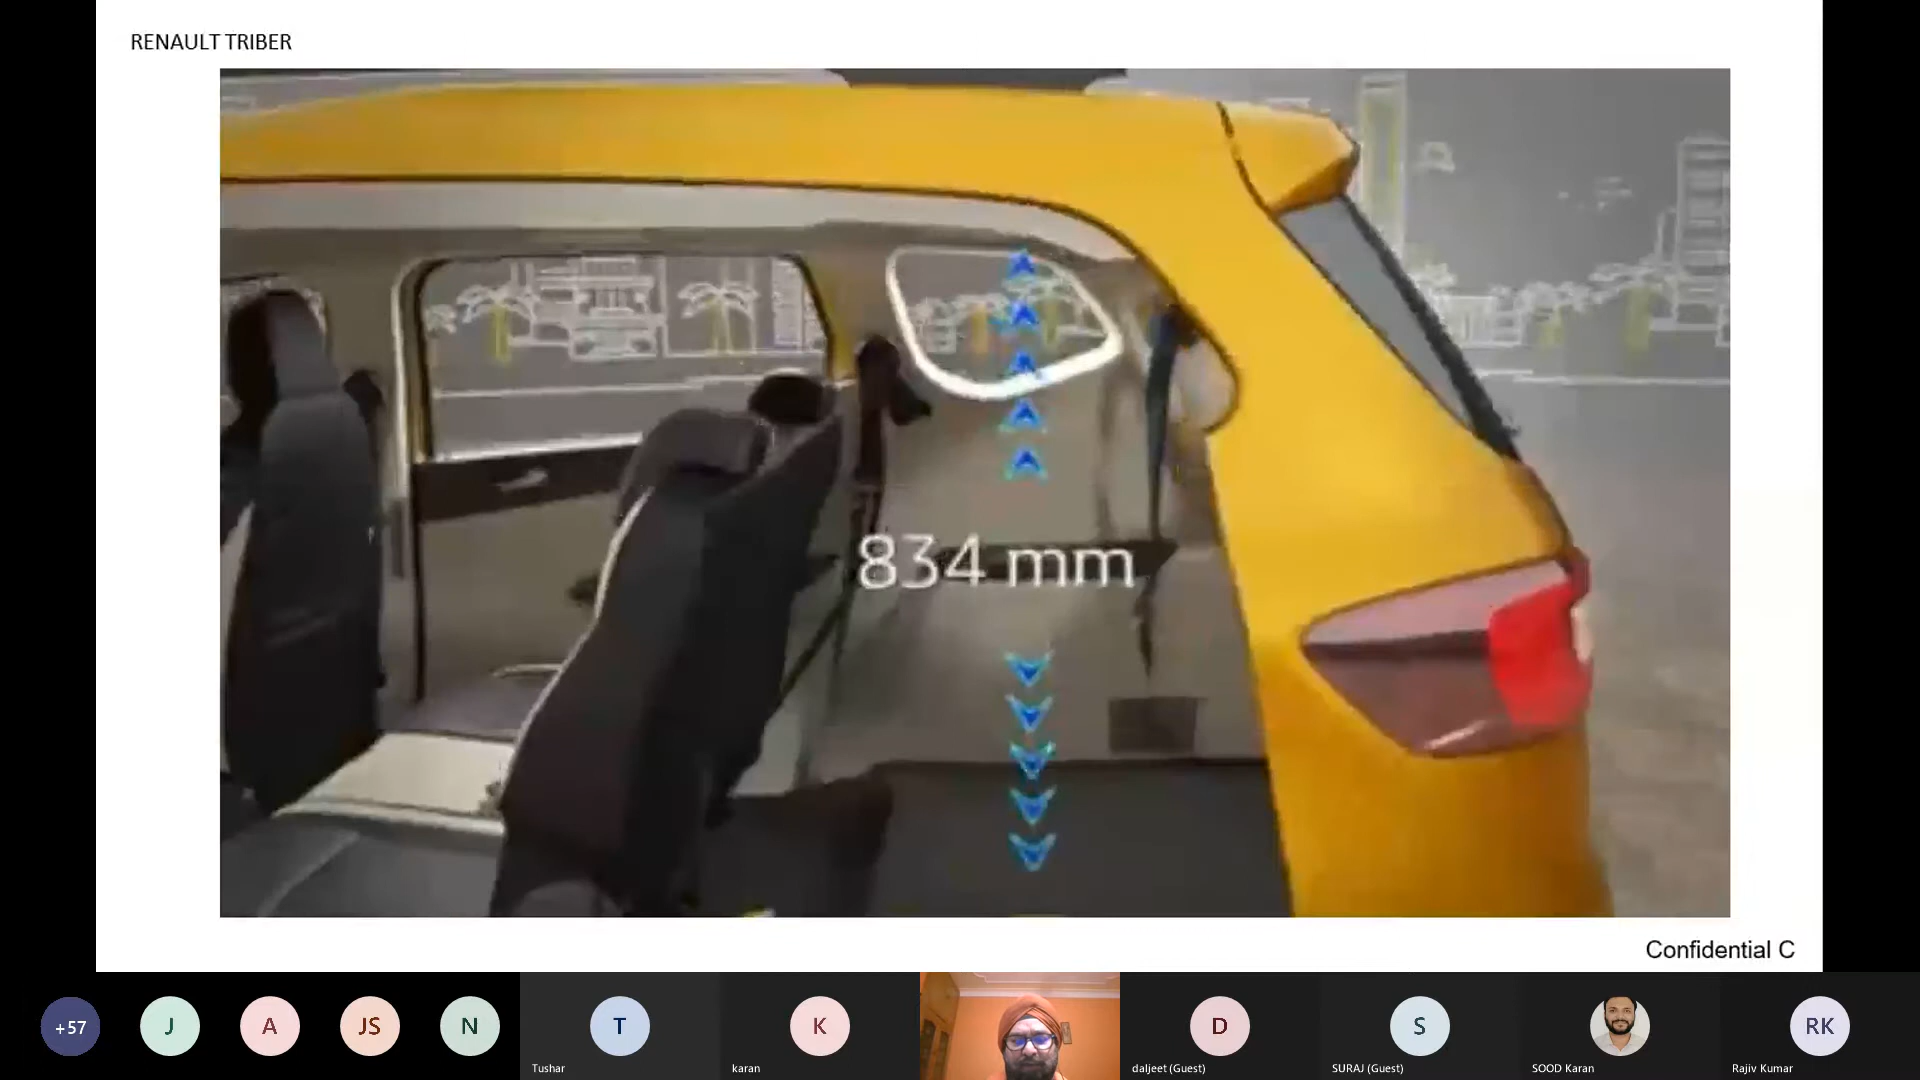 RENAULT TRIBER
834 mm
Confidential C
+57
J
A
JS
N
T
K
D
S
RK
Tushar
karan
daljeet (Guest)
SURAJ (Guest)
SOOD Karan
Rajiv Kumar